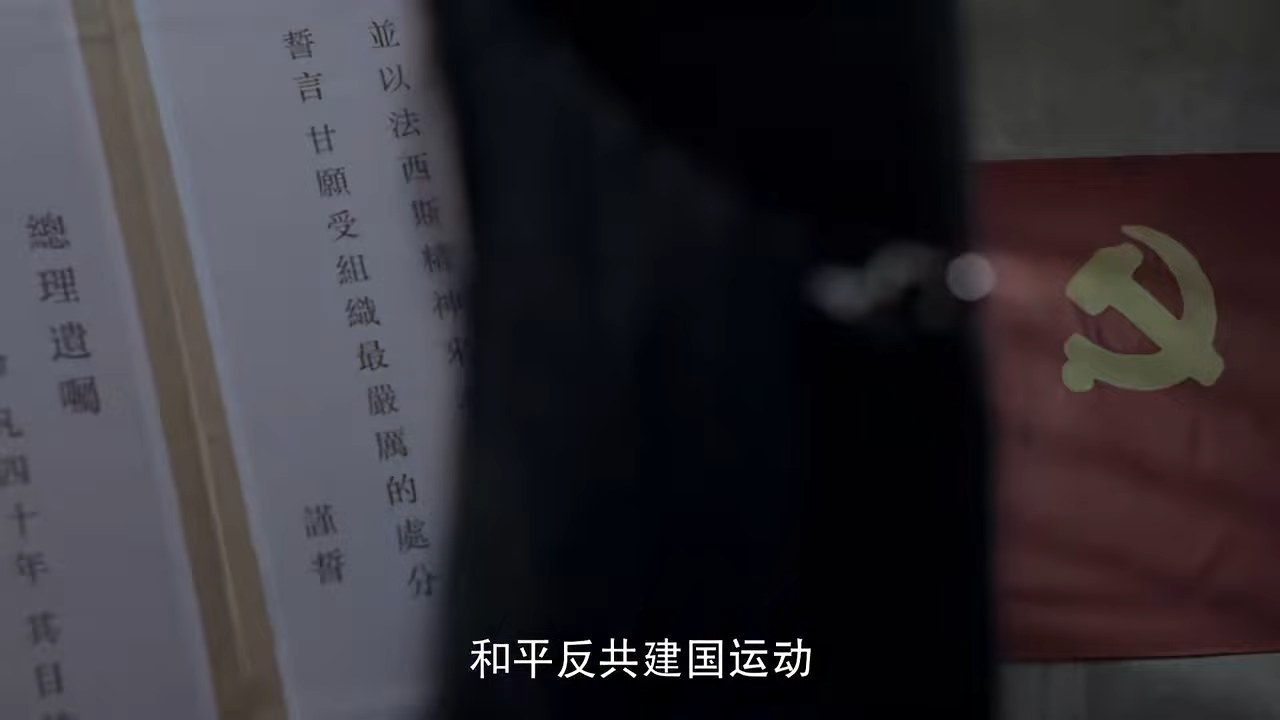 並以法西斯精神
誓言 甘願受組織最嚴厲的處分
謹誓
總理遺囑
凡四十年 其目
和平反共建国运动